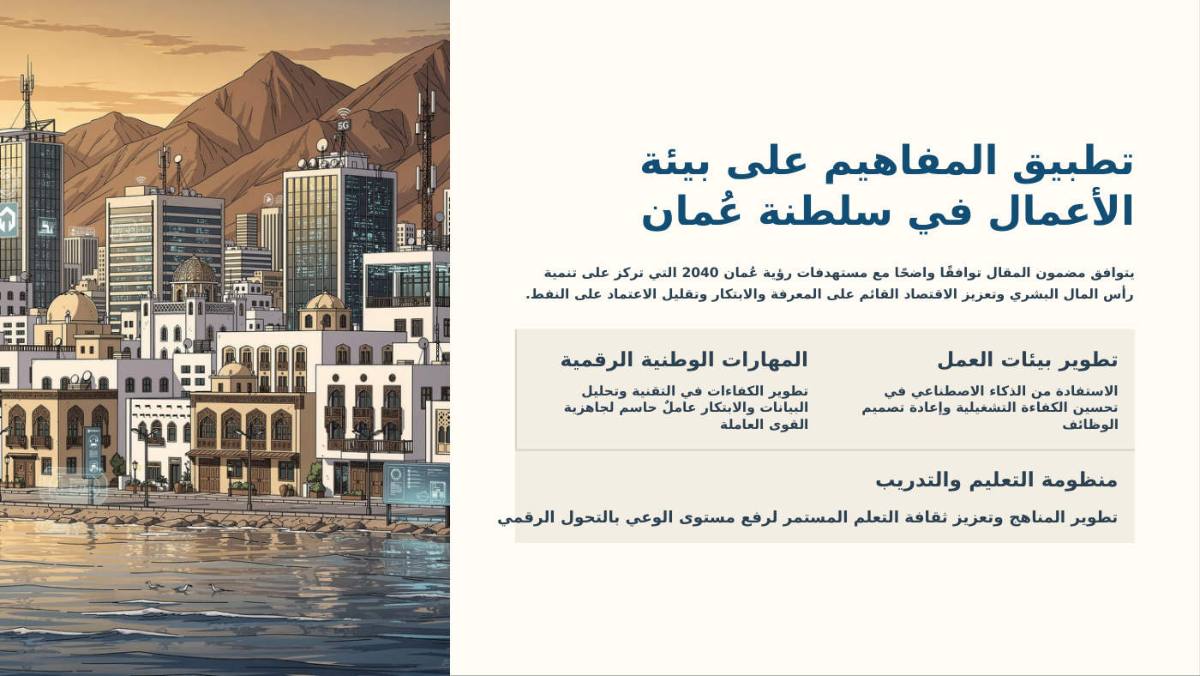 تطبيق المفاهيم على بيئة
الأعمال في سلطنة عُمان
يتوافق مضمون المقال توافقًا واضحًا مع مستهدفات رؤية عُمان 2040 التي تركز على تنمية
رأس المال البشري وتعزيز الاقتصاد القائم على المعرفة والابتكار وتقليل الاعتماد على النفط.
تطوير بيئات العمل
الاستفادة من الذكاء الاصطناعي في
تحسين الكفاءة التشغيلية وإعادة تصميم
الوظائف
المهارات الوطنية الرقمية
تطوير الكفاءات في التقنية وتحليل
البيانات والابتكار عاملٌ حاسم لجاهزية
القوى العاملة
منظومة التعليم والتدريب
تطوير المناهج وتعزيز ثقافة التعلم المستمر لرفع مستوى الوعي بالتحول الرقمي
5G